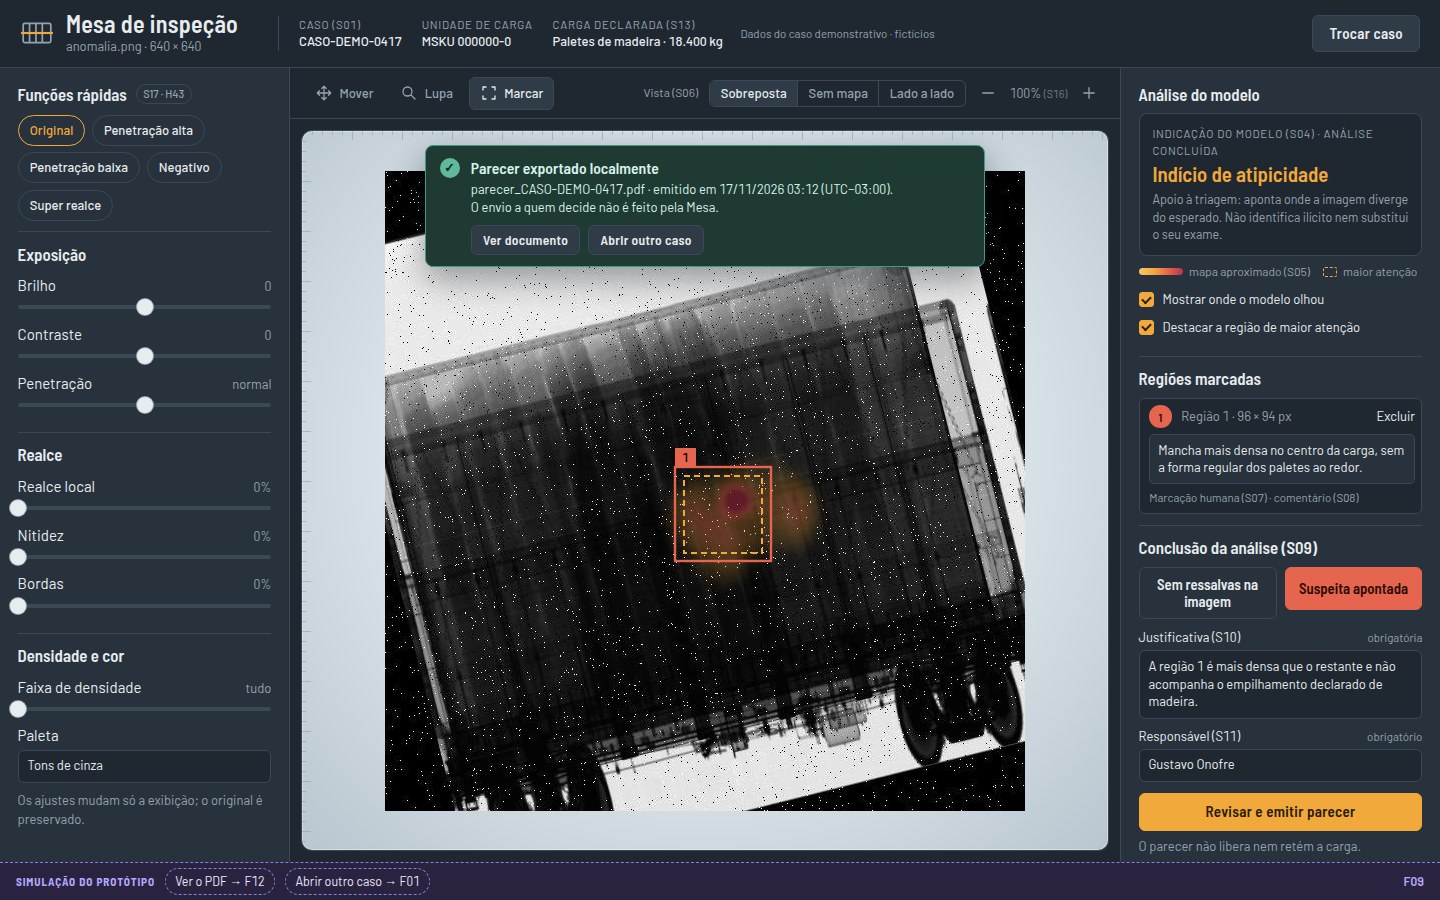 Mesa de inspeção
anomalia.png · 640 × 640
CASO (S01)
CASO-DEMO-0417
UNIDADE DE CARGA
MSKU 000000-0
CARGA DECLARADA (S13)
Paletes de madeira · 18.400 kg
Dados do caso demonstrativo · fictícios
Trocar caso
Funções rápidas
S17 · H43
Original
Penetração alta
Penetração baixa
Negativo
Super realce
Exposição
Brilho 0
Contraste 0
Penetração normal
Realce
Realce local 0%
Nitidez 0%
Bordas 0%
Densidade e cor
Faixa de densidade tudo
Paleta
Tons de cinza
Os ajustes mudam só a exibição; o original é
preservado.
Mover
Lupa
Marcar
Vista (S06)
Sobreposta
Sem mapa
Lado a lado
100% (S16)
Parecer exportado localmente
parecer_CASO-DEMO-0417.pdf · emitido em 17/11/2026 03:12 (UTC−03:00).
O envio a quem decide não é feito pela Mesa.
Ver documento
Abrir outro caso
1
Análise do modelo
INDICAÇÃO DO MODELO (S04) · ANÁLISE
CONCLUÍDA
Indício de atipicidade
Apoio à triagem: aponta onde a imagem diverge
do esperado. Não identifica ilícito nem substitui
o seu exame.
mapa aproximado (S05)
maior atenção
Mostrar onde o modelo olhou
Destacar a região de maior atenção
Regiões marcadas
1 Região 1 · 96 × 94 px Excluir
Mancha mais densa no centro da carga, sem
a forma regular dos paletes ao redor.
Marcação humana (S07) · comentário (S08)
Conclusão da análise (S09)
Sem ressalvas na
imagem
Suspeita apontada
Justificativa (S10) obrigatória
A região 1 é mais densa que o restante e não
acompanha o empilhamento declarado de
madeira.
Responsável (S11) obrigatório
Gustavo Onofre
Revisar e emitir parecer
O parecer não libera nem retém a carga.
SIMULAÇÃO DO PROTÓTIPO
Ver o PDF → F12
Abrir outro caso → F01
F09